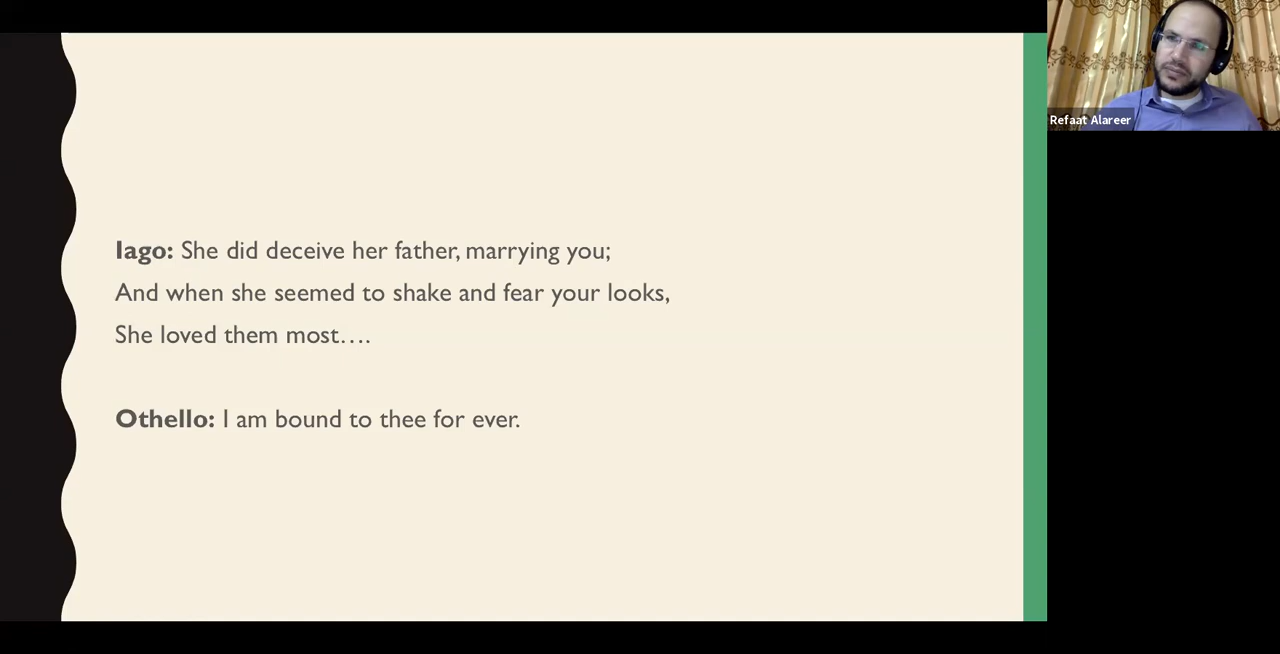 Iago: She did deceive her father, marrying you;
And when she seemed to shake and fear your looks,
She loved them most….
Othello: I am bound to thee for ever.
Refaat Alareer